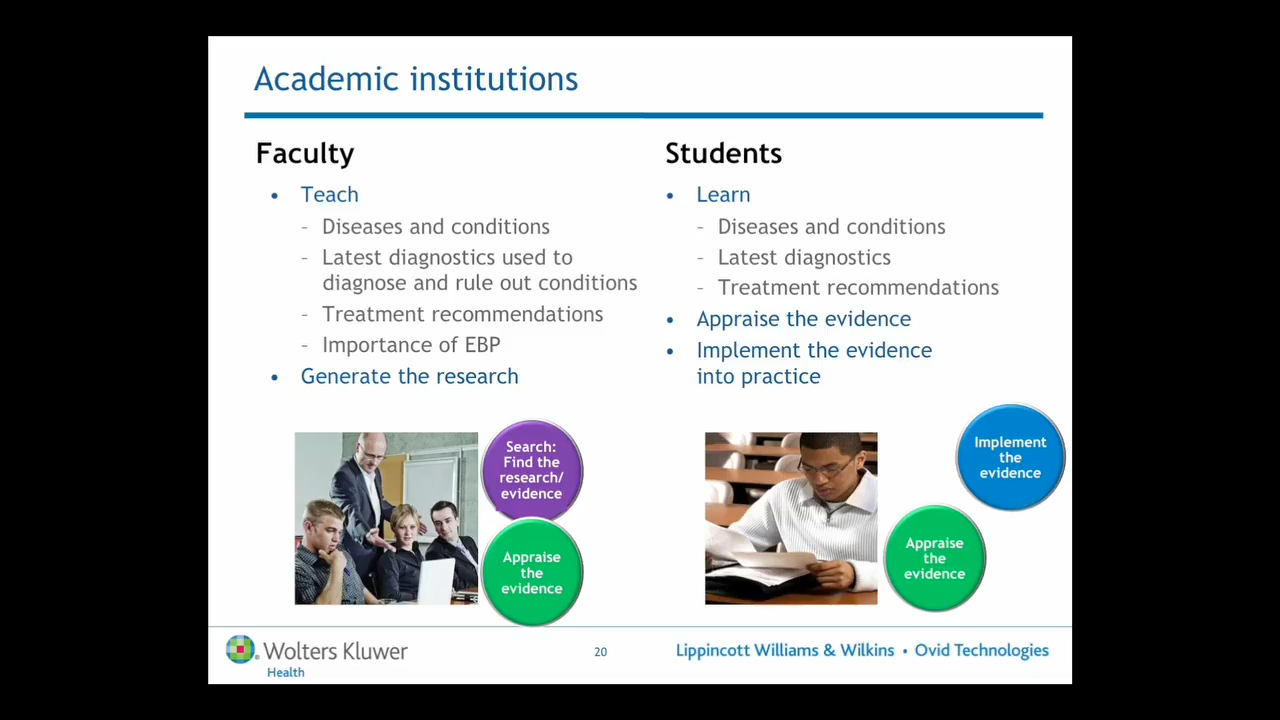 Academic institutions
Faculty
• Teach
– Diseases and conditions
– Latest diagnostics used to
diagnose and rule out conditions
– Treatment recommendations
– Importance of EBP
• Generate the research
Search:
Find the
research/
evidence
Appraise
the
evidence
Students
• Learn
– Diseases and conditions
– Latest diagnostics
– Treatment recommendations
• Appraise the evidence
• Implement the evidence
into practice
Implement
the
evidence
Appraise
the
evidence
Wolters Kluwer
Health
20
Lippincott Williams & Wilkins • Ovid Technologies